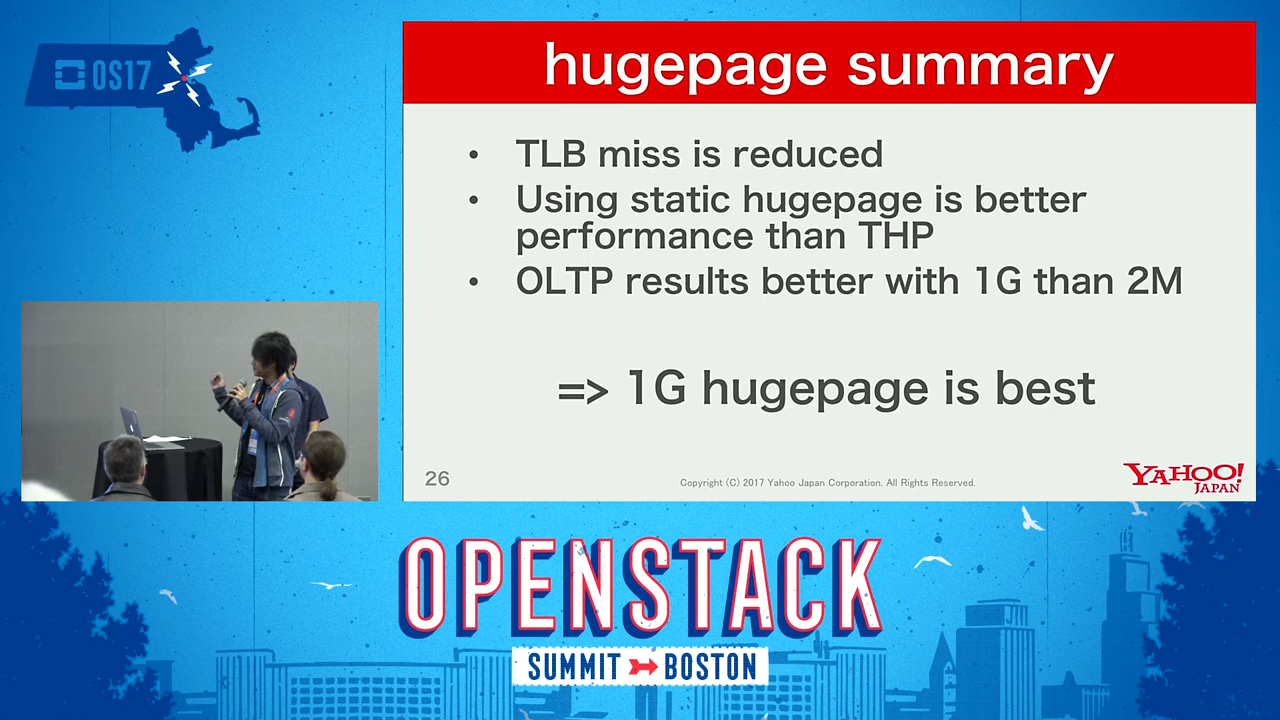 OS17
hugepage summary
• TLB miss is reduced
• Using static hugepage is better
performance than THP
• OLTP results better with 1G than 2M
=> 1G hugepage is best
26
Copyright (C) 2017 Yahoo Japan Corporation. All Rights Reserved.
YAHOO!
JAPAN
OPENSTACK
SUMMIT BOSTON